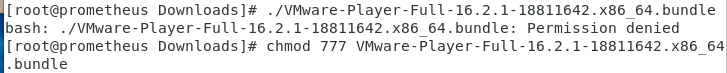 [root@prometheus Downloads]# ./VMware-Player-Full-16.2.1-18811642.x86_64.bundle
bash: ./VMware-Player-Full-16.2.1-18811642.x86_64.bundle: Permission denied
[root@prometheus Downloads]# chmod 777 VMware-Player-Full-16.2.1-18811642.x86_64
.bundle